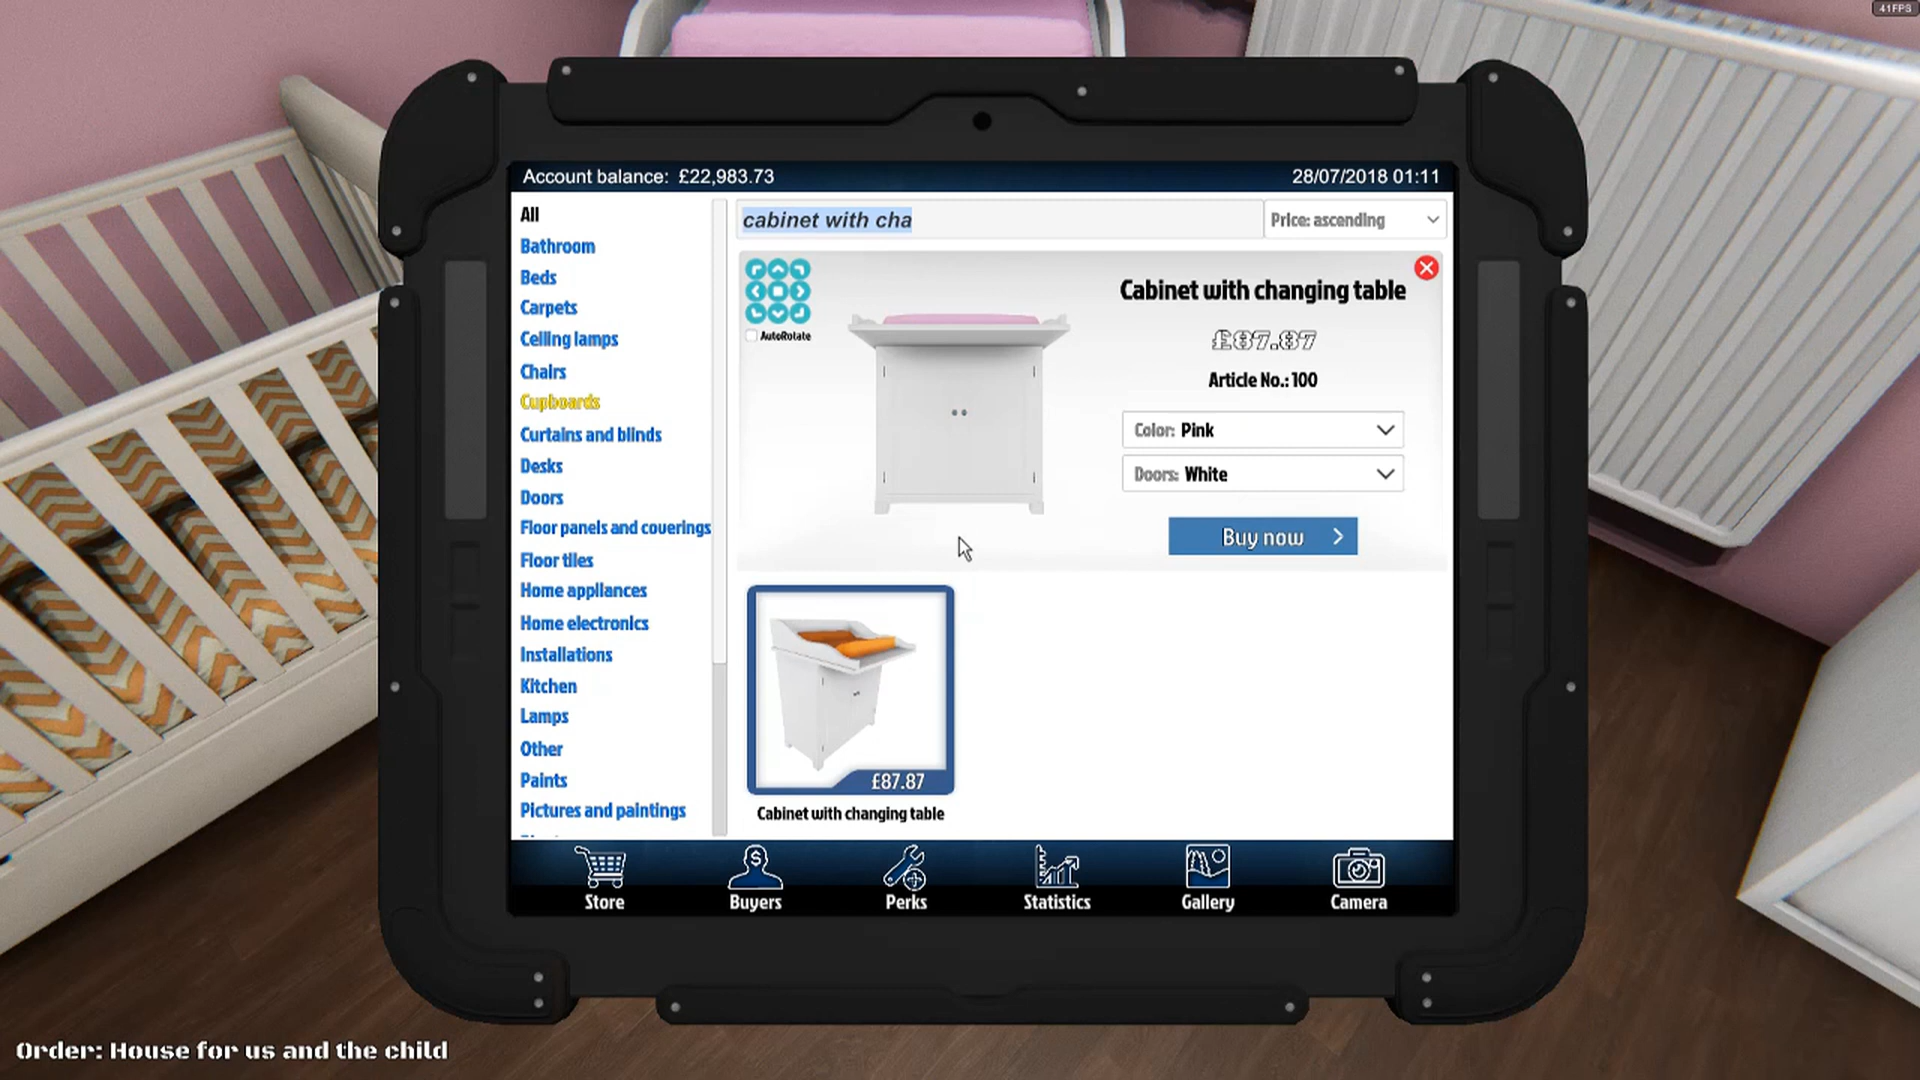 41FPS
Account balance: £22,983.73
28/07/2018 01:11
All
Bathroom
Beds
Carpets
Ceiling lamps
Chairs
Cupboards
Curtains and blinds
Desks
Doors
Floor panels and coverings
Floor tiles
Home appliances
Home electronics
Installations
Kitchen
Lamps
Other
Paints
Pictures and paintings
cabinet with cha
Price: ascending
AutoRotate
Cabinet with changing table
£87.87
Article No.: 100
Color: Pink
Doors: White
Buy now
£87.87
Cabinet with changing table
Store
Buyers
Perks
Statistics
Gallery
Camera
Order: House for us and the child